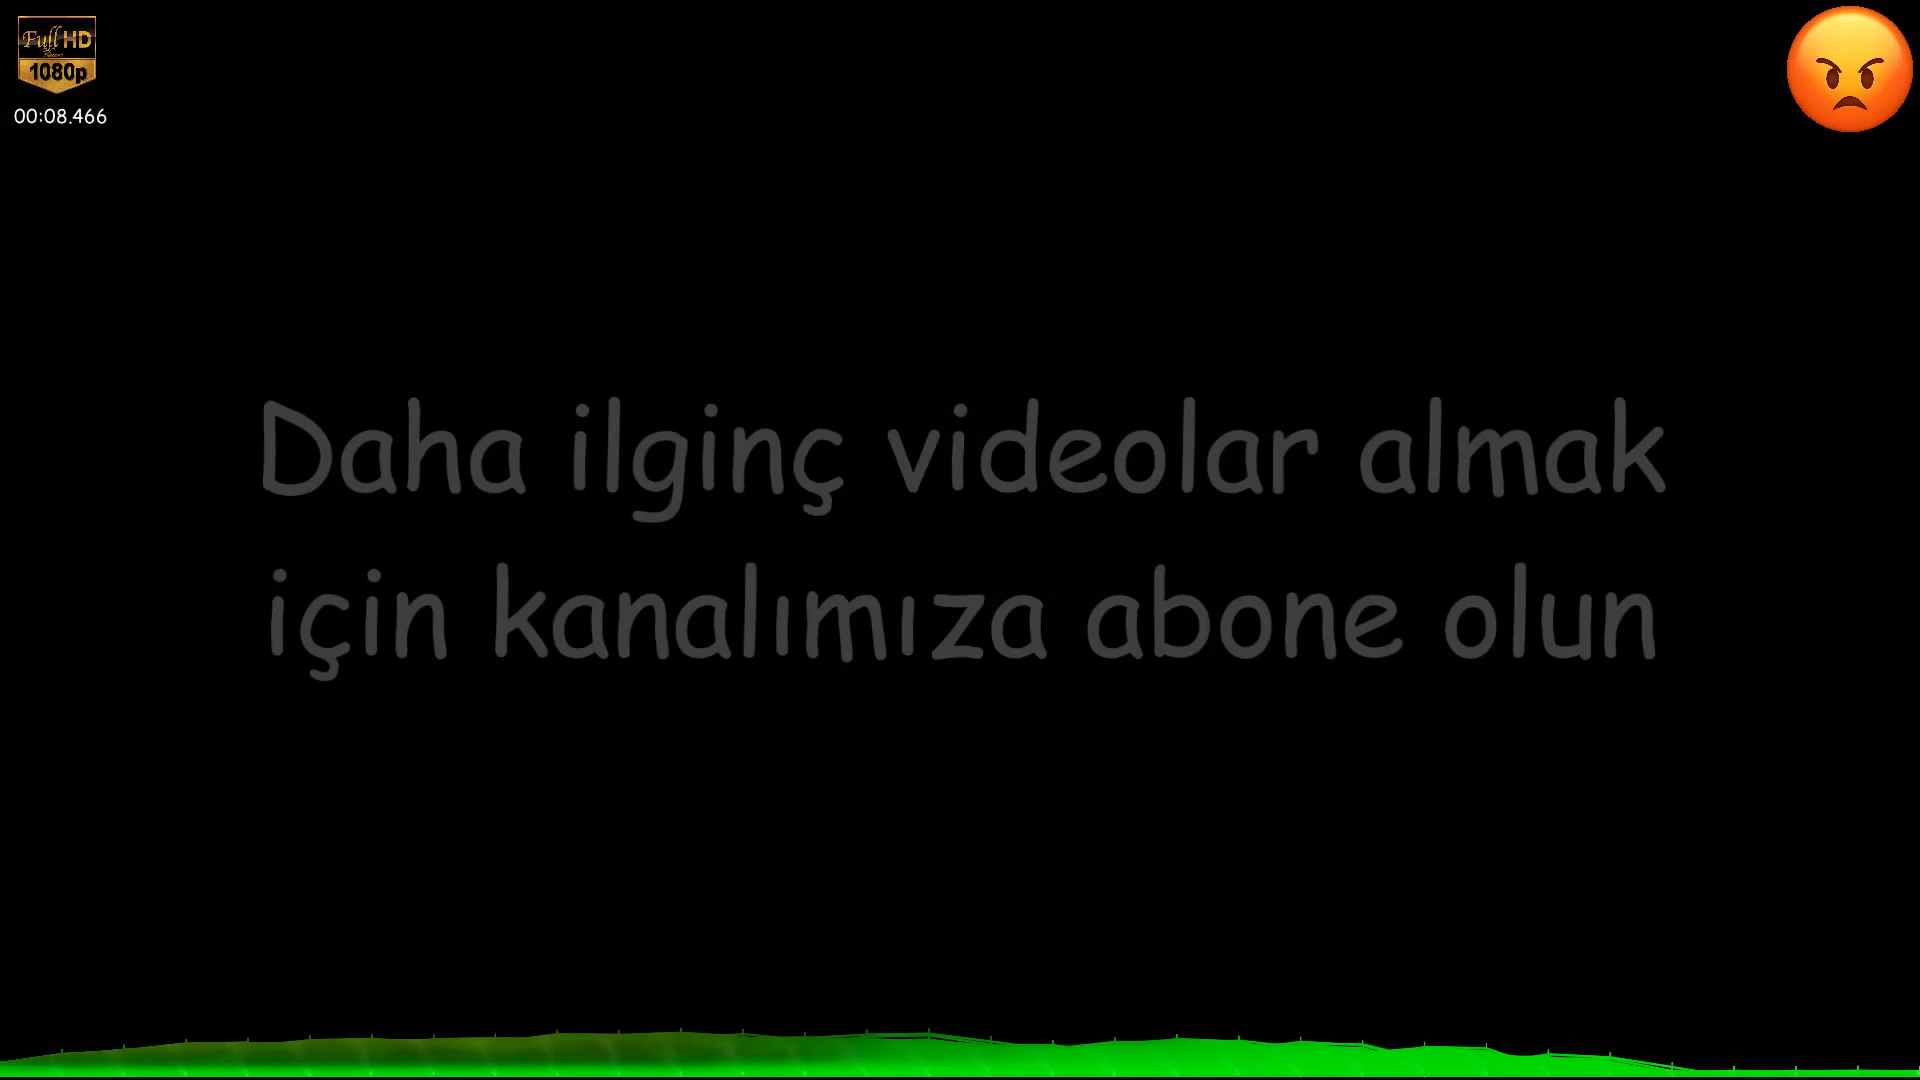 Full HD
1080p
00:08.466
Daha ilginç videolar almak
için kanalımıza abone olun